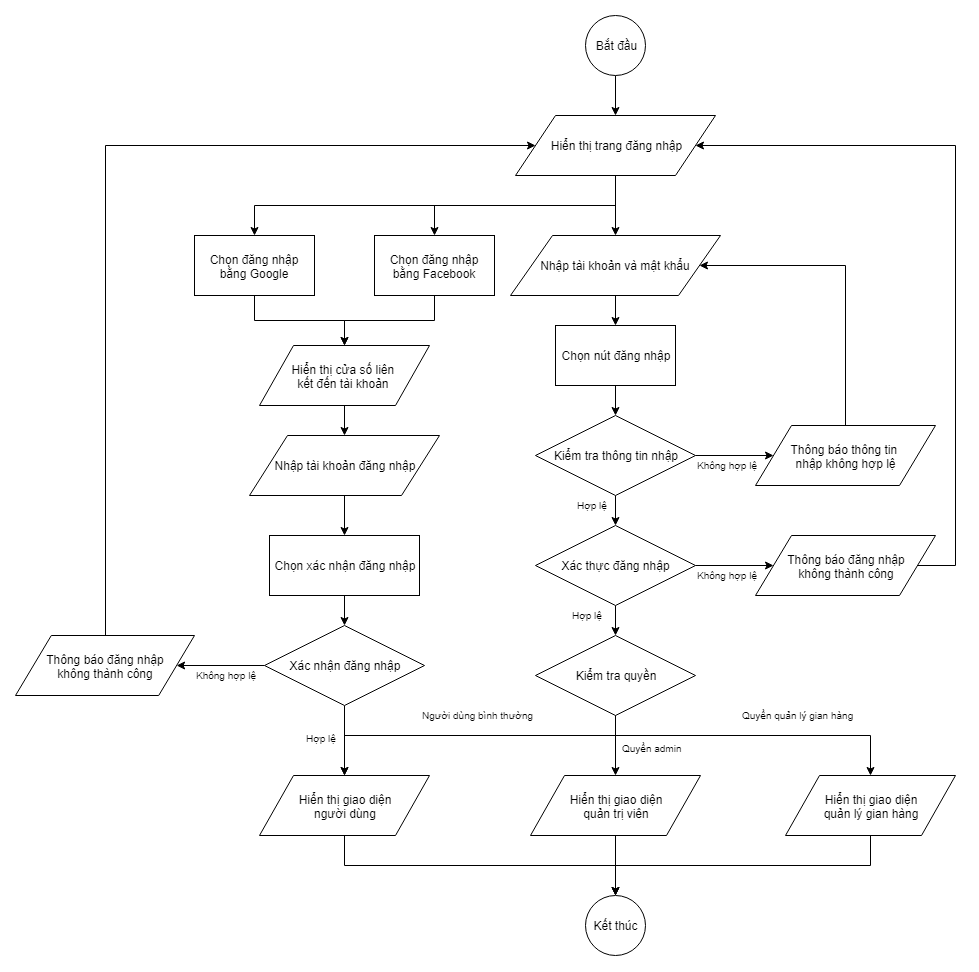 Bắt đầu
Hiển thị trang đăng nhập
Chọn đăng nhập
bằng Google
Chọn đăng nhập
bằng Facebook
Nhập tài khoản và mật khẩu
Chọn nút đăng nhập
Hiển thị cửa sổ liên
kết đến tài khoản
Kiểm tra thông tin nhập
Không hợp lệ
Thông báo thông tin
nhập không hợp lệ
Nhập tài khoản đăng nhập
Hợp lệ
Chọn xác nhận đăng nhập
Xác thực đăng nhập
Không hợp lệ
Thông báo đăng nhập
không thành công
Hợp lệ
Thông báo đăng nhập
không thành công
Không hợp lệ
Xác nhận đăng nhập
Kiểm tra quyền
Người dùng bình thường
Quyền quản lý gian hàng
Hợp lệ
Quyền admin
Hiển thị giao diện
người dùng
Hiển thị giao diện
quản trị viên
Hiển thị giao diện
quản lý gian hàng
Kết thúc